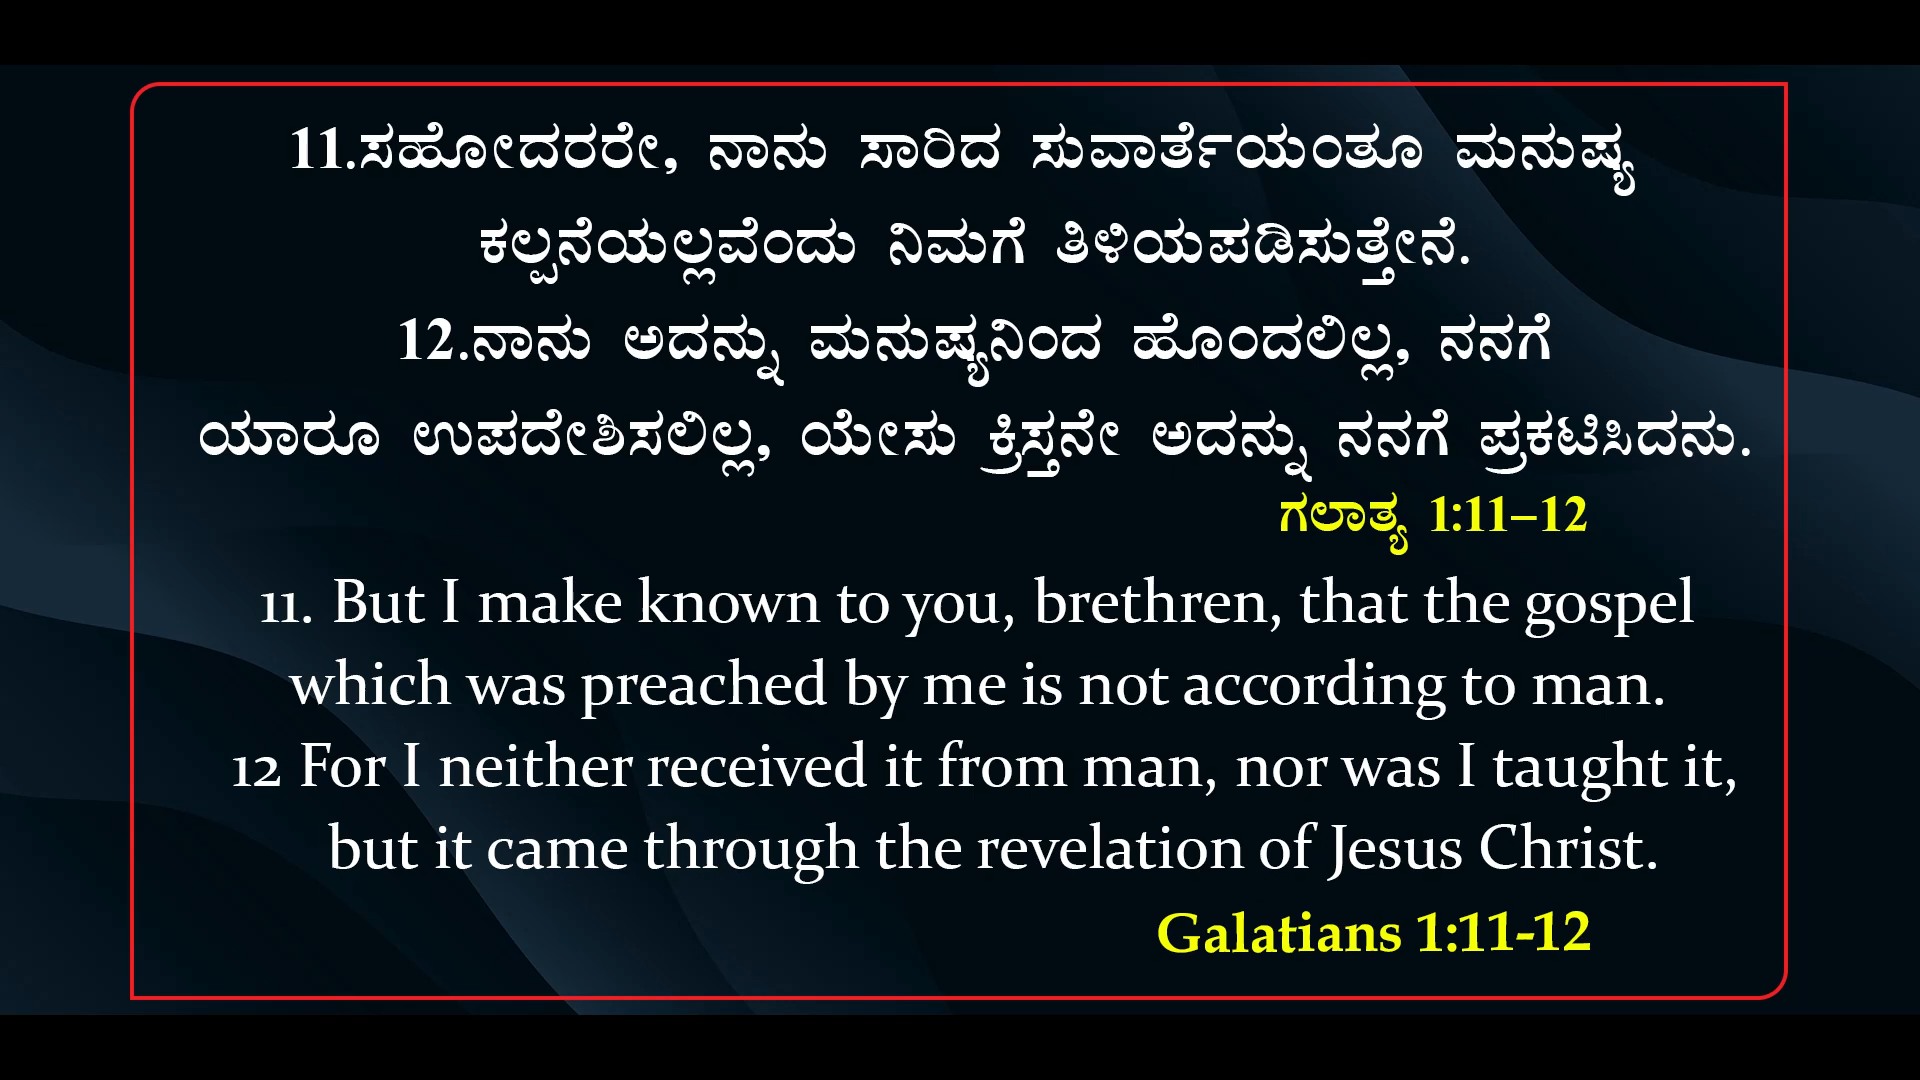 11.ಸಹೋದರರೇ, ನಾನು ಸಾರಿದ ಸುವಾರ್ತೆಯಂತೂ ಮನುಷ್ಯ
ಕಲ್ಪನೆಯಲ್ಲವೆಂದು ನಿಮಗೆ ತಿಳಿಯಪಡಿಸುತ್ತೇನೆ.
12.ನಾನು ಅದನ್ನು ಮನುಷ್ಯನಿಂದ ಹೊಂದಲಿಲ್ಲ, ನನಗೆ
ಯಾರೂ ಉಪದೇಶಿಸಲಿಲ್ಲ, ಯೇಸು ಕ್ರಿಸ್ತನೇ ಅದನ್ನು ನನಗೆ ಪ್ರಕಟಿಸಿದನು.
ಗಲಾತ್ಯ 1:11–12
11. But I make known to you, brethren, that the gospel
which was preached by me is not according to man.
12 For I neither received it from man, nor was I taught it,
but it came through the revelation of Jesus Christ.
Galatians 1:11-12